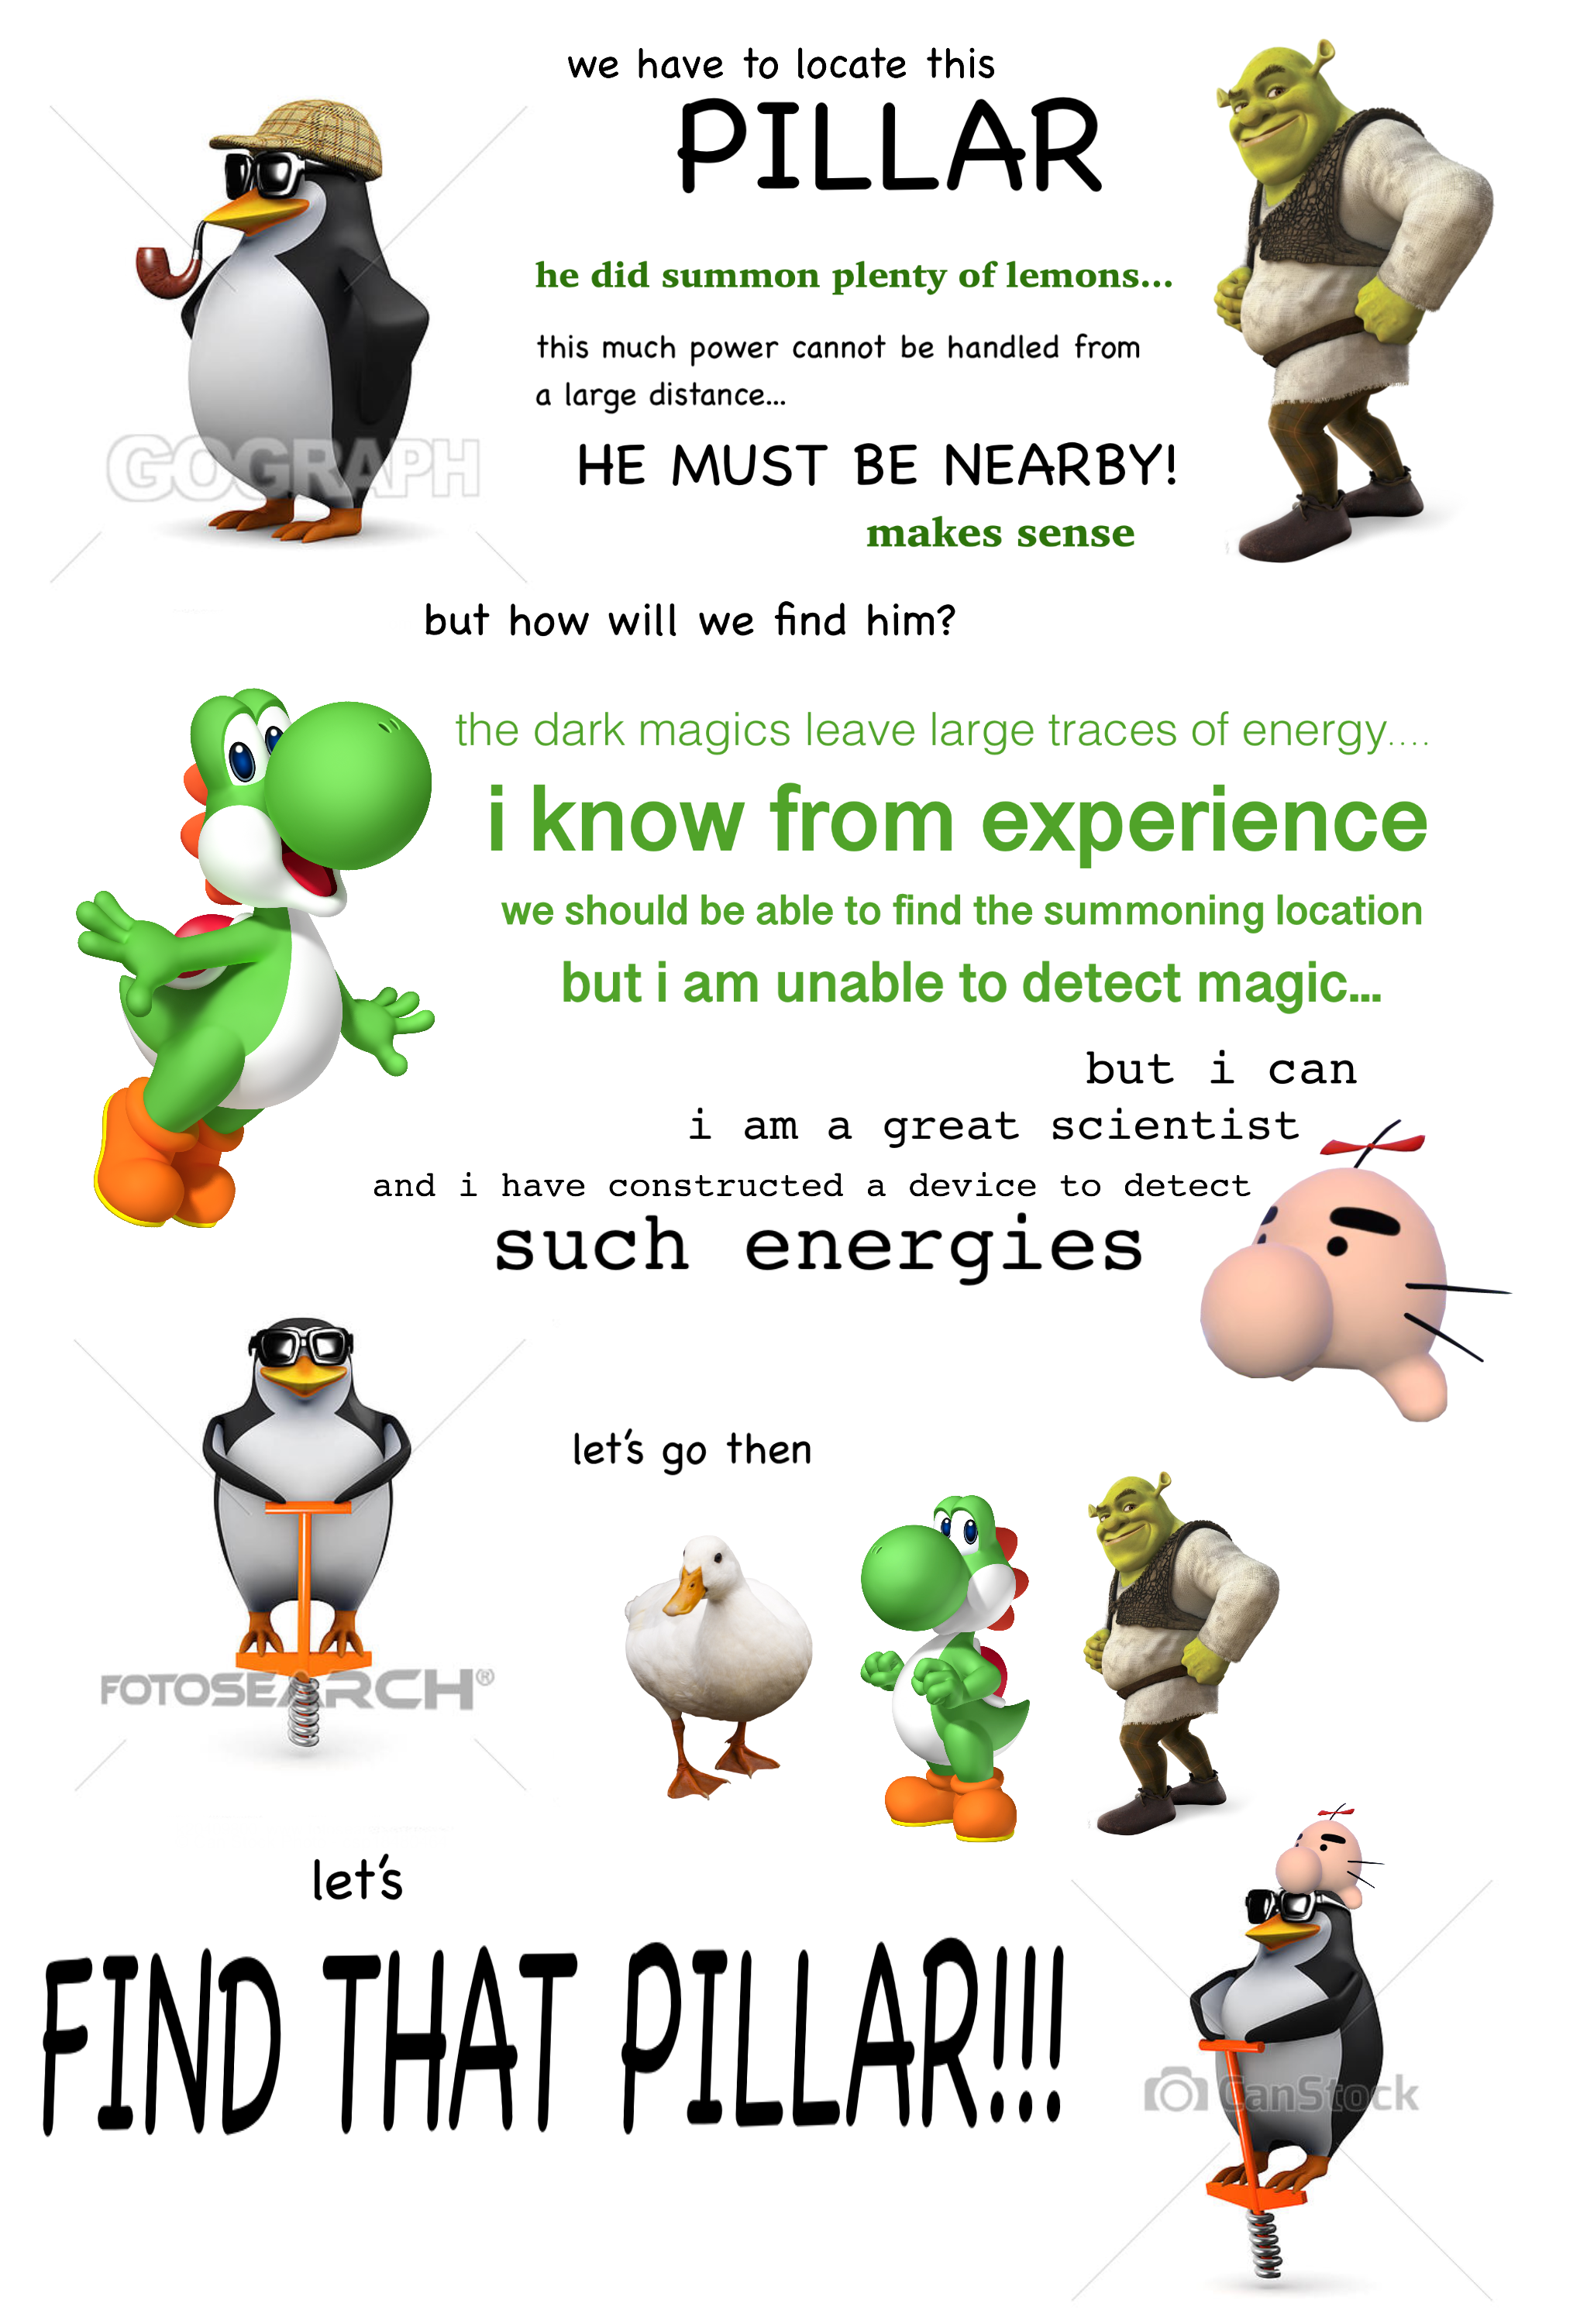 we have to locate this
PILLAR
he did summon plenty of lemons...
this much power cannot be handled from
a large distance...
GOGRAPH
HE MUST BE NEARBY!
makes sense
but how will we find him?
the dark magics leave large traces of energy....
i know from experience
we should be able to find the summoning location
but i am unable to detect magic...
but i can
i am a great scientist
and i have constructed a device to detect
such energies
let's go then
FOTOSEARCH®
let's
FIND THAT PILLAR!!!
CanStock